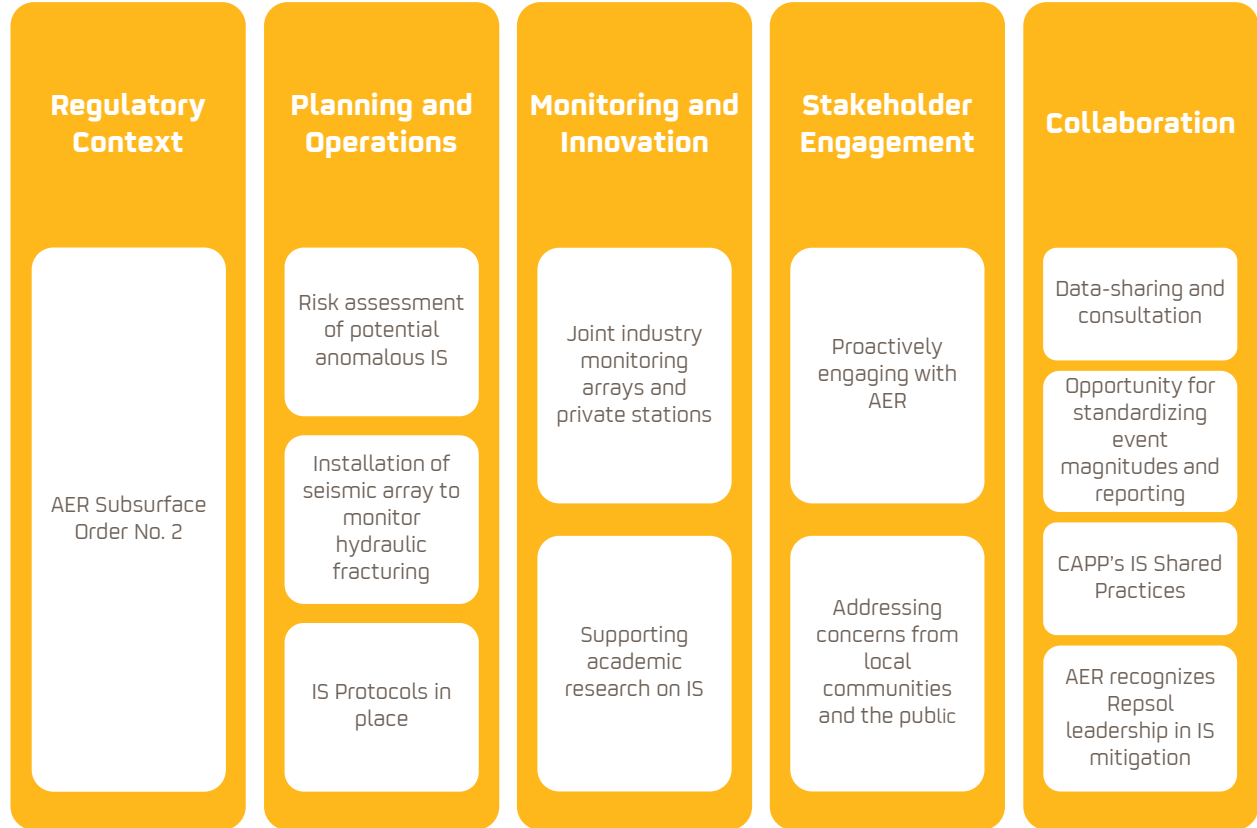 Regulatory
Context
AER Subsurface
Order No. 2
Planning and
Operations
Risk assessment
of potential
anomalous IS
Installation of
seismic array to
monitor
hydraulic
fracturing
IS Protocols in
place
Monitoring and
Innovation
Joint industry
monitoring
arrays and
private stations
Supporting
academic
research on IS
Stakeholder
Engagement
Proactively
engaging with
AER
Addressing
concerns from
local
communities
and the public
Collaboration
Data-sharing and
consultation
Opportunity for
standardizing
event
magnitudes and
reporting
CAPP’s IS Shared
Practices
AER recognizes
Repsol
leadership in IS
mitigation